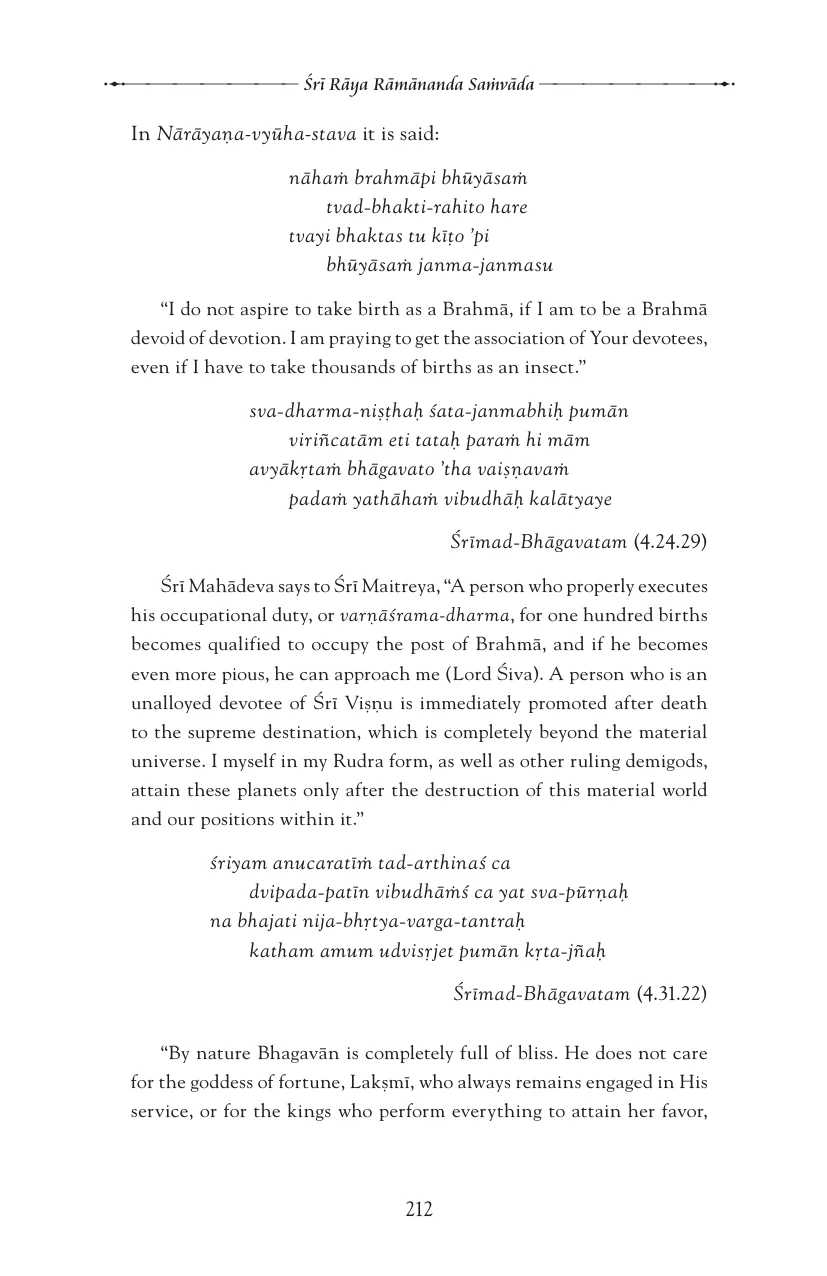 Śrī Rāya Rāmānanda Saṁvāda
In Nārāyaṇa-vyūha-stava it is said:
nāhaṁ brahmāpi bhūyāsaṁ
tvad-bhakti-rahito hare
tvayi bhaktas tu kīṭo ’pi
bhūyāsaṁ janma-janmasu
“I do not aspire to take birth as a Brahmā, if I am to be a Brahmā
devoid of devotion. I am praying to get the association of Your devotees,
even if I have to take thousands of births as an insect.”
sva-dharma-niṣṭhaḥ śata-janmabhiḥ pumān
viriñcatām eti tataḥ paraṁ hi mām
avyākṛtaṁ bhāgavato ’tha vaiṣṇavaṁ
padaṁ yathāhaṁ vibudhāḥ kalātyaye
Śrīmad-Bhāgavatam (4.24.29)
Śrī Mahādeva says to Śrī Maitreya, “A person who properly executes
his occupational duty, or varṇāśrama-dharma, for one hundred births
becomes qualified to occupy the post of Brahmā, and if he becomes
even more pious, he can approach me (Lord Śiva). A person who is an
unalloyed devotee of Śrī Viṣṇu is immediately promoted after death
to the supreme destination, which is completely beyond the material
universe. I myself in my Rudra form, as well as other ruling demigods,
attain these planets only after the destruction of this material world
and our positions within it.”
śriyam anucaratīṁ tad-arthinaś ca
dvipada-patīn vibudhāṁś ca yat sva-pūrṇaḥ
na bhajati nija-bhṛtya-varga-tantraḥ
katham amum udvisṛjet pumān kṛta-jñaḥ
Śrīmad-Bhāgavatam (4.31.22)
“By nature Bhagavān is completely full of bliss. He does not care
for the goddess of fortune, Lakṣmī, who always remains engaged in His
service, or for the kings who perform everything to attain her favor,
212